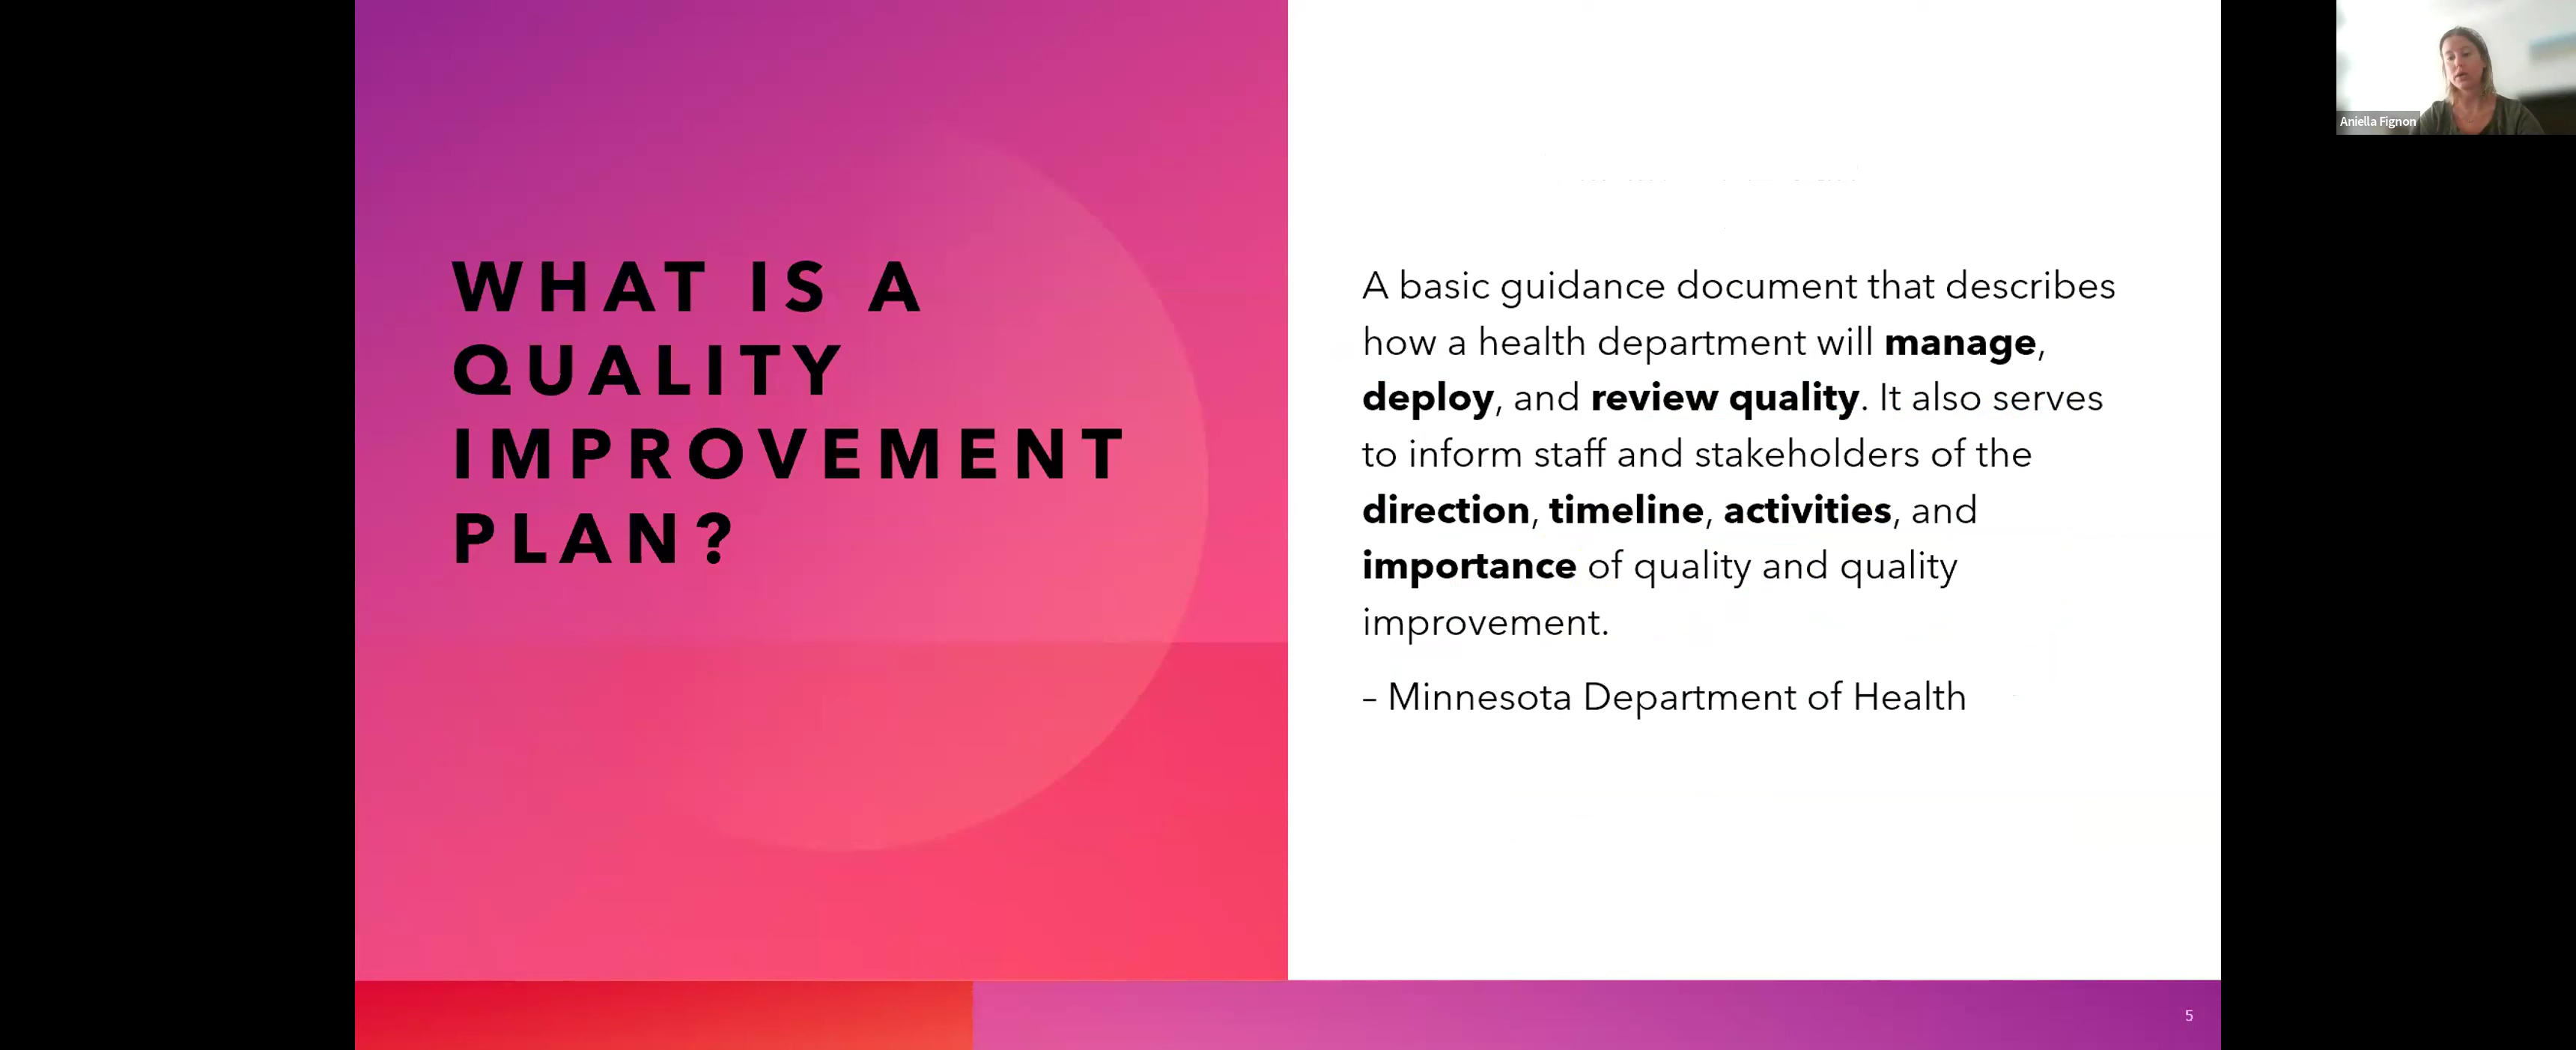 WHAT IS A
QUALITY
IMPROVEMENT
PLAN?
A basic guidance document that describes
how a health department will manage,
deploy, and review quality. It also serves
to inform staff and stakeholders of the
direction, timeline, activities, and
importance of quality and quality
improvement.
– Minnesota Department of Health
5
Aniella Fignon